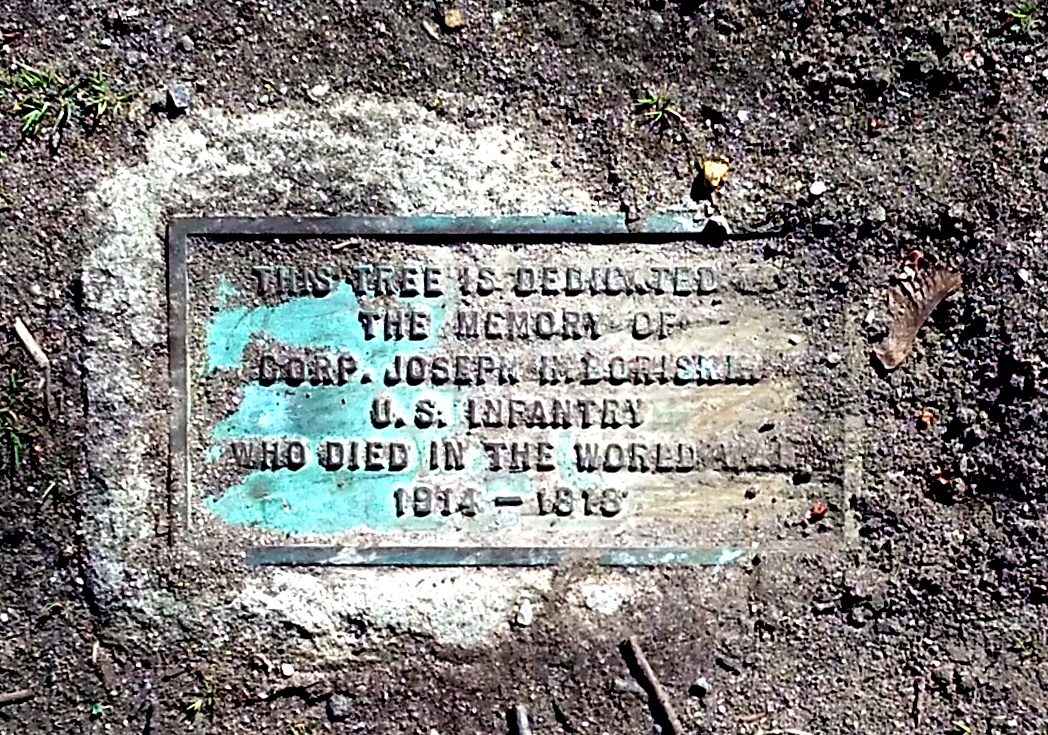 THIS TREE IS DEDICATED
THE MEMORY OF
CORP. JOSEPH H.
U.S. INFANTRY
WHO DIED IN THE WORLD
1914 – 1918